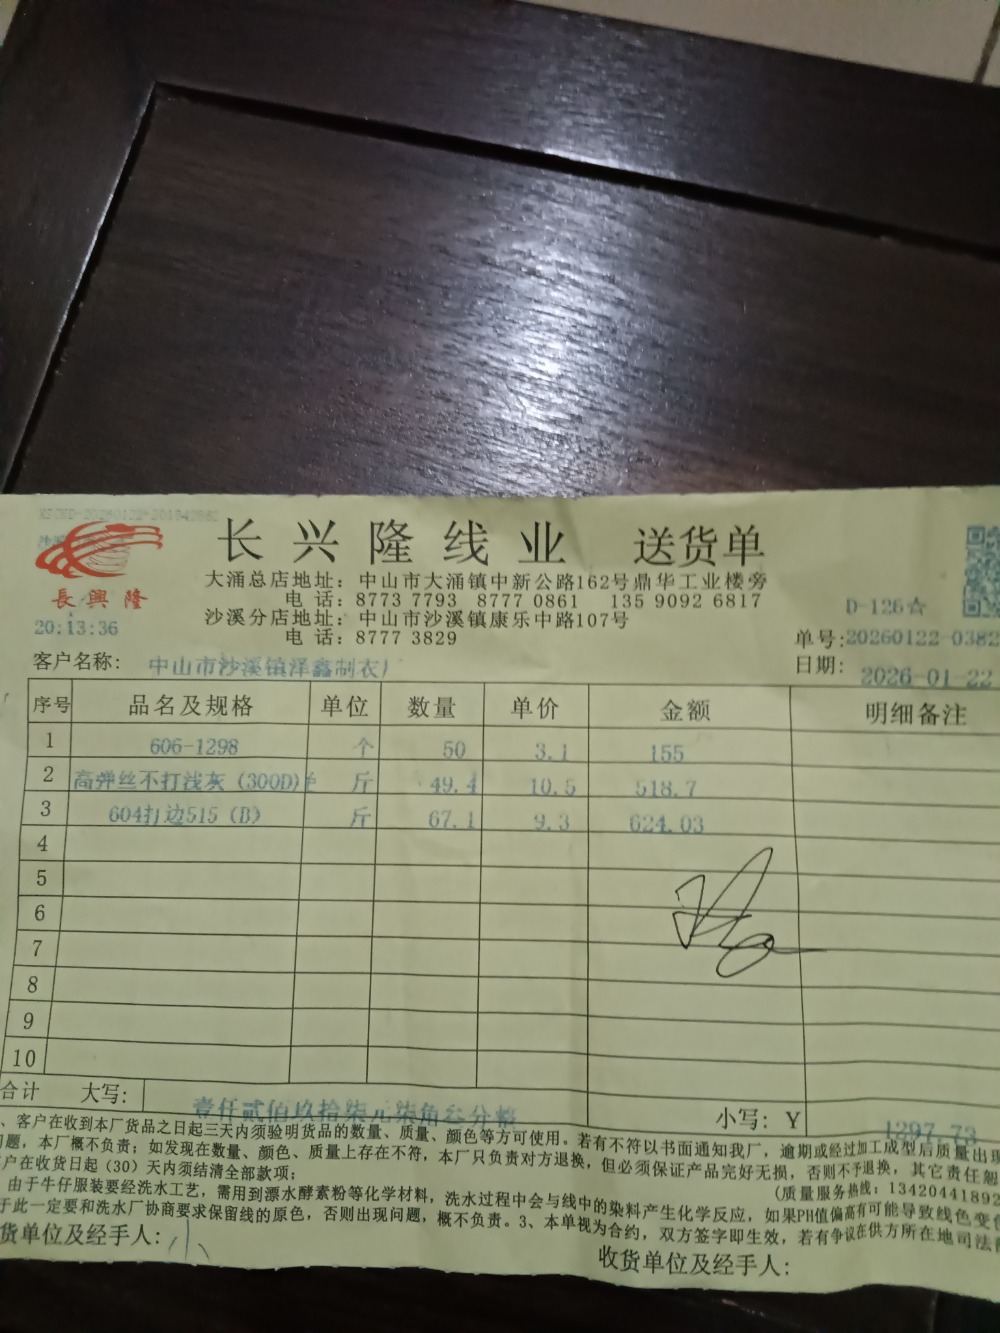 长兴隆线业 送货单
長興隆
大涌总店地址：中山市大涌镇中新公路162号鼎华工业楼旁
电 话：8773 7793 8777 0861 135 9092 6817
沙溪分店地址：中山市沙溪镇康乐中路107号
电 话：8777 3829
20:13:36
D-126☆
单号:20260122-0382
客户名称: 中山市沙溪镇泽鑫制衣厂
日期: 2026-01-22
序号 品名及规格 单位 数量 单价 金额 明细备注
1 606-1298 个 50 3.1 155
2 高弹丝不打浅灰（300D） 斤 49.4 10.5 518.7
3 604打边515（B） 斤 67.1 9.3 624.03
4
5
6
7
8
9
10
合计 大写: 壹仟贰佰玖拾柒元柒角叁分整 小写：Y 1297.73
、客户在收到本厂货品之日起三天内须验明货品的数量、质量、颜色等方可使用。若有不符以书面通知我厂，逾期或经过加工成型后质量出现
问题，本厂概不负责；如发现在数量、颜色、质量上存在不符，本厂只负责对方退换，但必须保证产品完好无损，否则不予退换，其它责任
户在收货日起（30）天内须结清全部款项；
(质量服务热线：13420441892
由于牛仔服装要经洗水工艺，需用到漂水酵素粉等化学材料，洗水过程中会与线中的染料产生化学反应，如果PH值偏高有可能导致线色变
于此一定要和洗水厂协商要求保留线的原色，否则出现问题，概不负责。3、本单视为合约，双方签字即生效，若有争议在供方所在地司法
货单位及经手人:
收货单位及经手人: